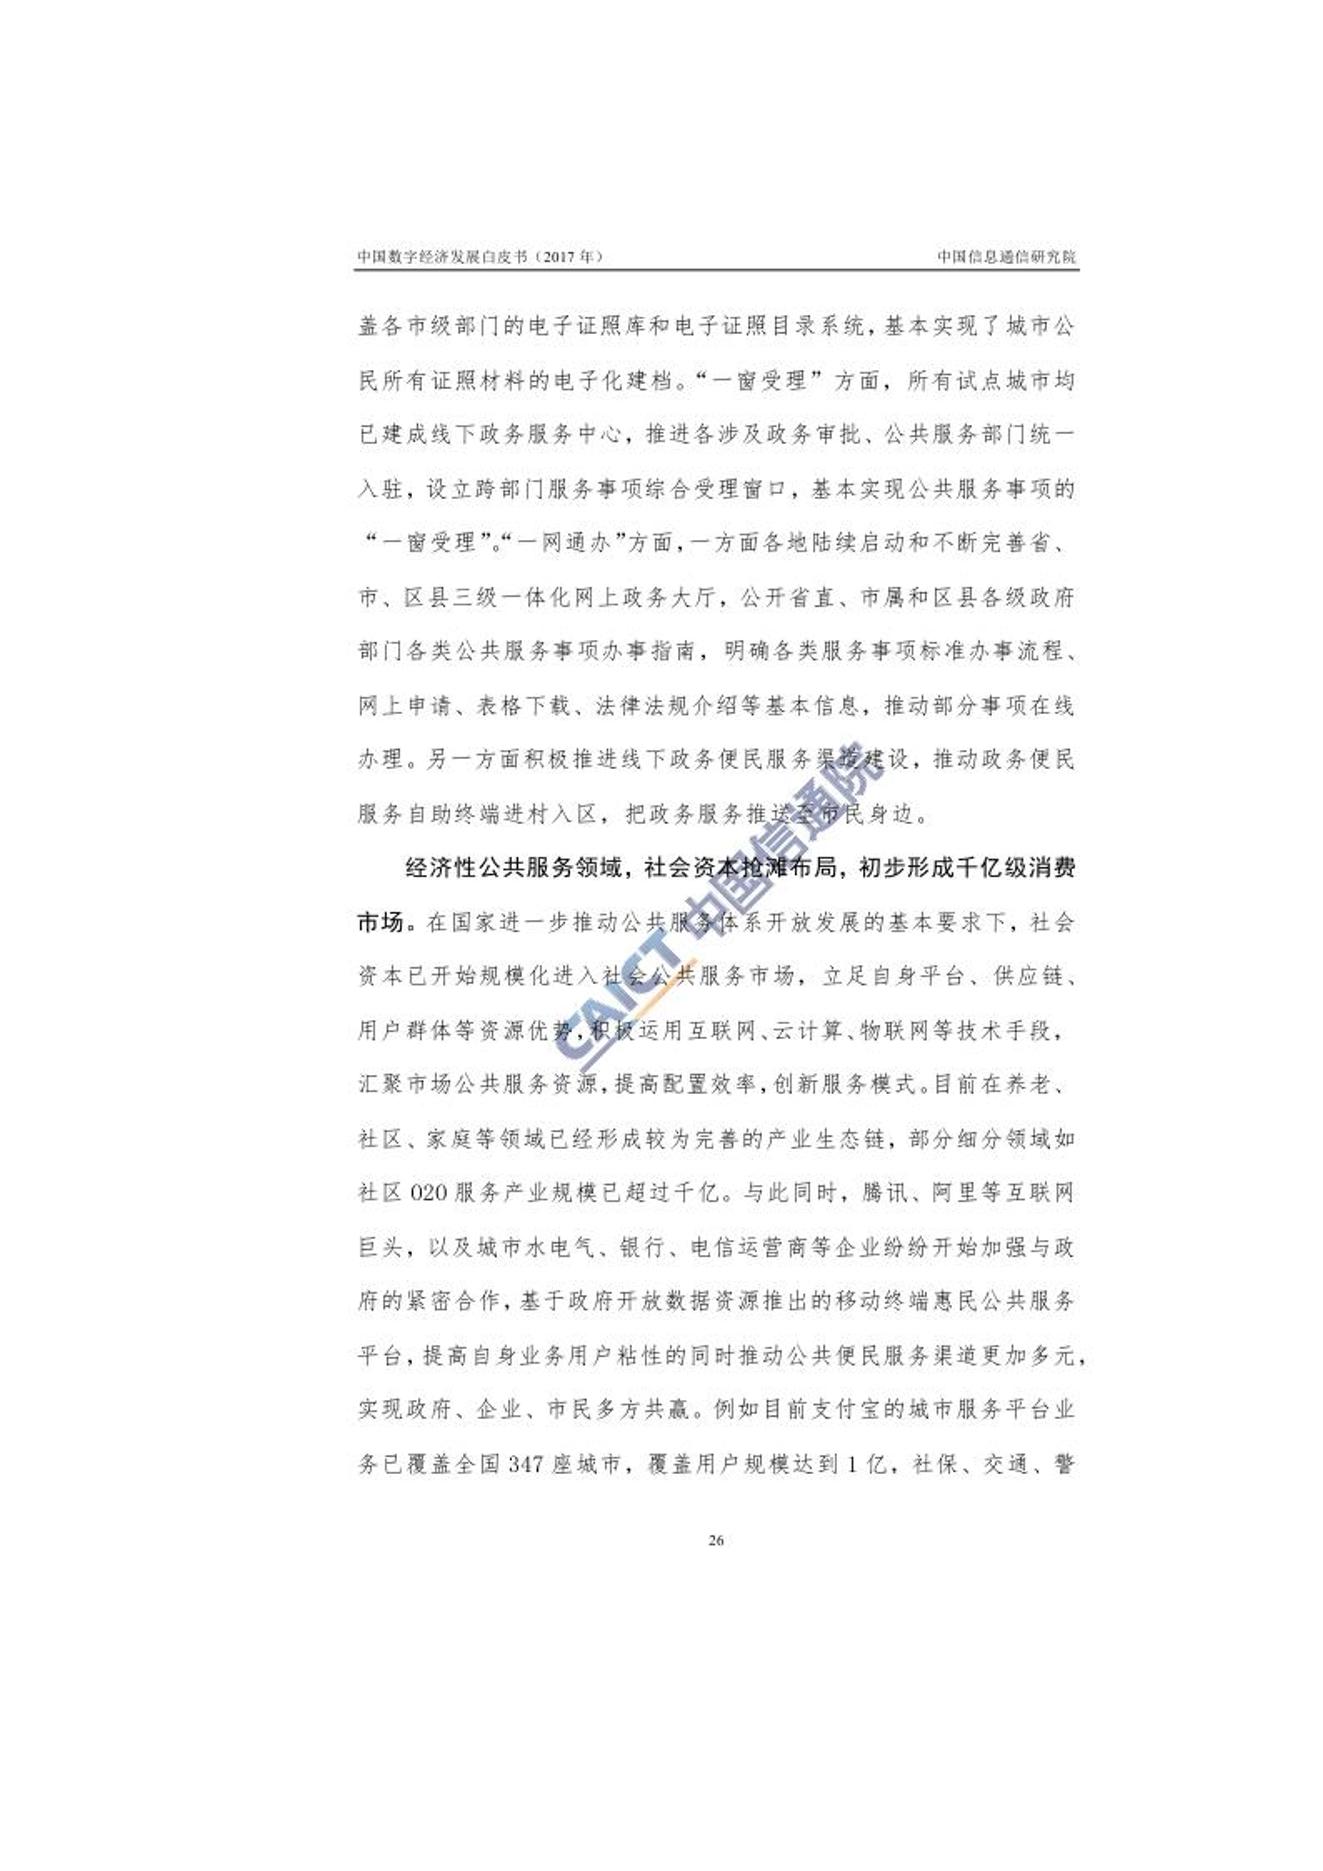 中国数字经济发展白皮书（2017 年） 中国信息通信研究院
盖各市级部门的电子证照库和电子证照目录系统，基本实现了城市公
民所有证照材料的电子化建档。“一窗受理”方面，所有试点城市均
已建成线下政务服务中心，推进各涉及政务审批、公共服务部门统一
入驻，设立跨部门服务事项综合受理窗口，基本实现公共服务事项的
“一窗受理”。“一网通办”方面，一方面各地陆续启动和不断完善省、
市、区县三级一体化网上政务大厅，公开省直、市属和区县各级政府
部门各类公共服务事项办事指南，明确各类服务事项标准办事流程、
网上申请、表格下载、法律法规介绍等基本信息，推动部分事项在线
办理。另一方面积极推进线下政务便民服务渠道建设，推动政务便民
服务自助终端进村入区，把政务服务推送至市民身边。
经济性公共服务领域，社会资本抢滩布局，初步形成千亿级消费
市场。在国家进一步推动公共服务体系开放发展的基本要求下，社会
资本已开始规模化进入社会公共服务市场，立足自身平台、供应链、
用户群体等资源优势，积极运用互联网、云计算、物联网等技术手段，
汇聚市场公共服务资源，提高配置效率，创新服务模式。目前在养老、
社区、家庭等领域已经形成较为完善的产业生态链，部分细分领域如
社区 O2O 服务产业规模已超过千亿。与此同时，腾讯、阿里等互联网
巨头，以及城市水电气、银行、电信运营商等企业纷纷开始加强与政
府的紧密合作，基于政府开放数据资源推出的移动终端惠民公共服务
平台，提高自身业务用户粘性的同时推动公共便民服务渠道更加多元，
实现政府、企业、市民多方共赢。例如目前支付宝的城市服务平台业
务已覆盖全国 347 座城市，覆盖用户规模达到 1 亿，社保、交通、警
CAICT 中国信通院
26